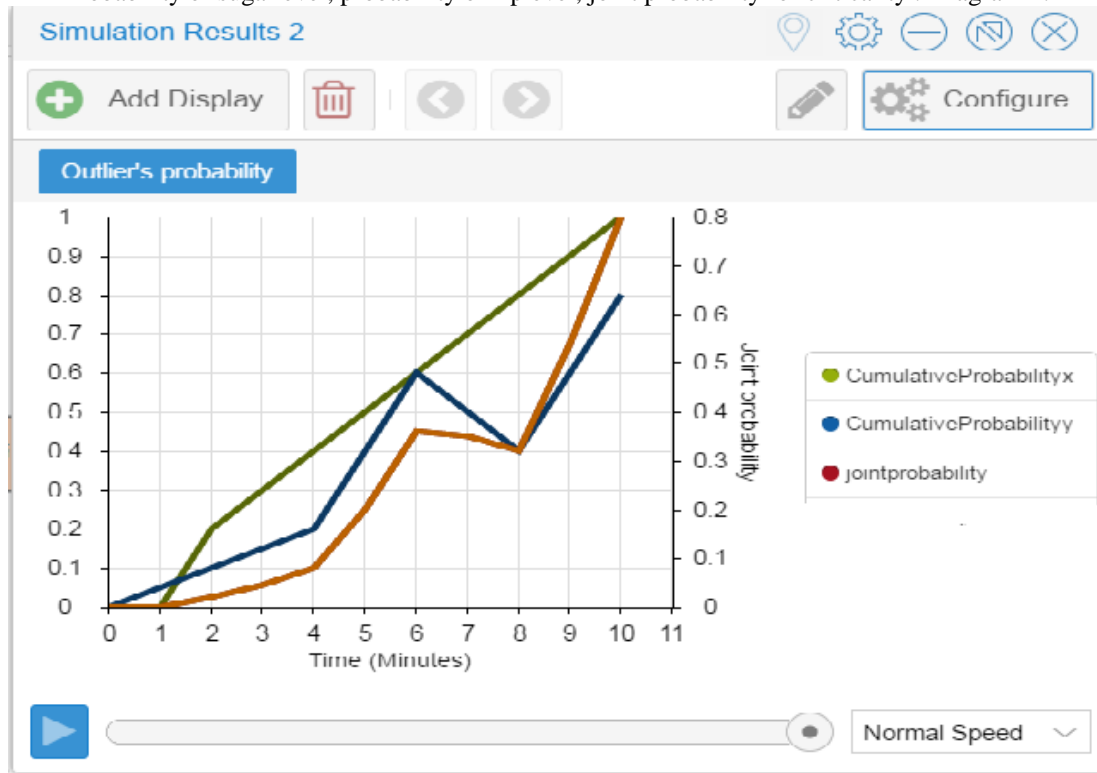 Simulation Results 2
Add Display
Configure
Outlier's probability
1
0.9
0.8
0.7
0.6
0.5
0.4
0.3
0.2
0.1
0
0.8
0.7
0.6
0.5
0.4
0.3
0.2
0.1
0
Joint probability
0 1 2 3 4 5 6 7 8 9 10 11
Time (Minutes)
CumulativeProbabilityx
CumulativeProbabilityy
jointprobability
Normal Speed